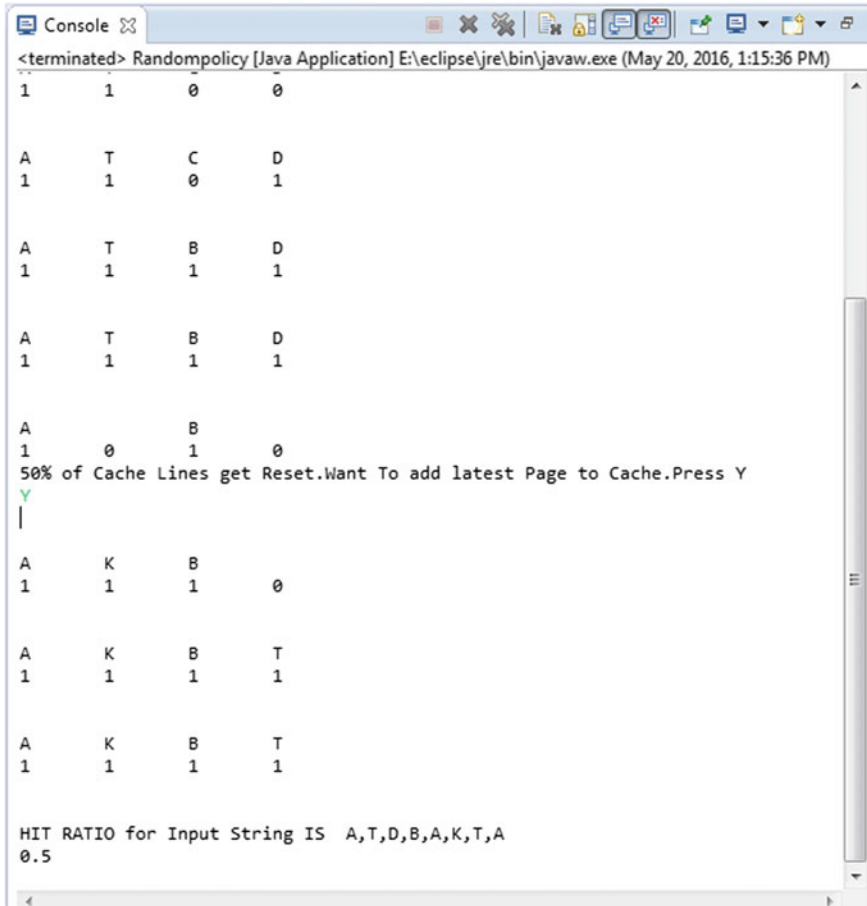 Console
<terminated> Randompolicy [Java Application] E:\eclipse\jre\bin\javaw.exe (May 20, 2016, 1:15:36 PM)
1 1 0 0
A T C D
1 1 0 1
A T B D
1 1 1 1
A T B D
1 1 1 1
A B
1 0 1 0
50% of Cache Lines get Reset.Want To add latest Page to Cache.Press Y
Y
A K B
1 1 1 0
A K B T
1 1 1 1
A K B T
1 1 1 1
HIT RATIO for Input String IS A,T,D,B,A,K,T,A
0.5